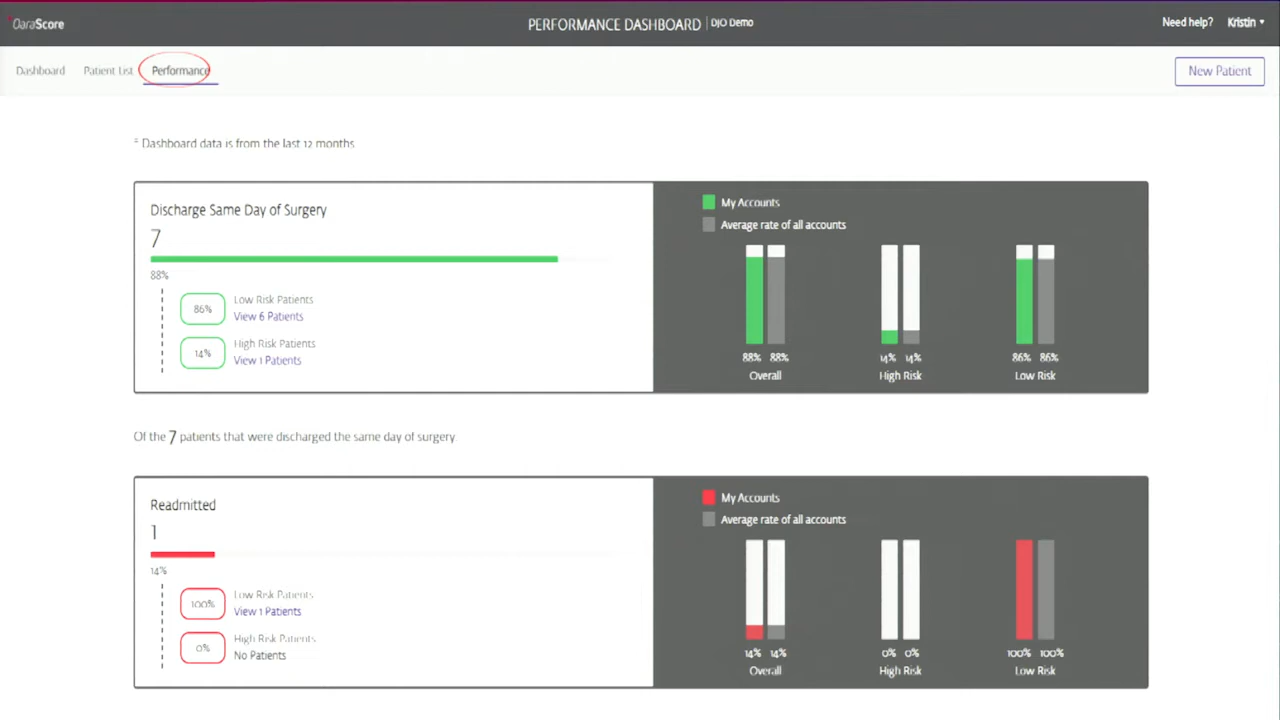 OaraScore
PERFORMANCE DASHBOARD | DJO Demo
Need help? Kristin
Dashboard Patient List Performance
New Patient
* Dashboard data is from the last 12 months
Discharge Same Day of Surgery
7
88%
86% Low Risk Patients
View 6 Patients
14% High Risk Patients
View 1 Patients
My Accounts
Average rate of all accounts
88% 88% 14% 14% 86% 86%
Overall High Risk Low Risk
Of the 7 patients that were discharged the same day of surgery.
Readmitted
1
14%
100% Low Risk Patients
View 1 Patients
0% High Risk Patients
No Patients
My Accounts
Average rate of all accounts
14% 14% 0% 0% 100% 100%
Overall High Risk Low Risk